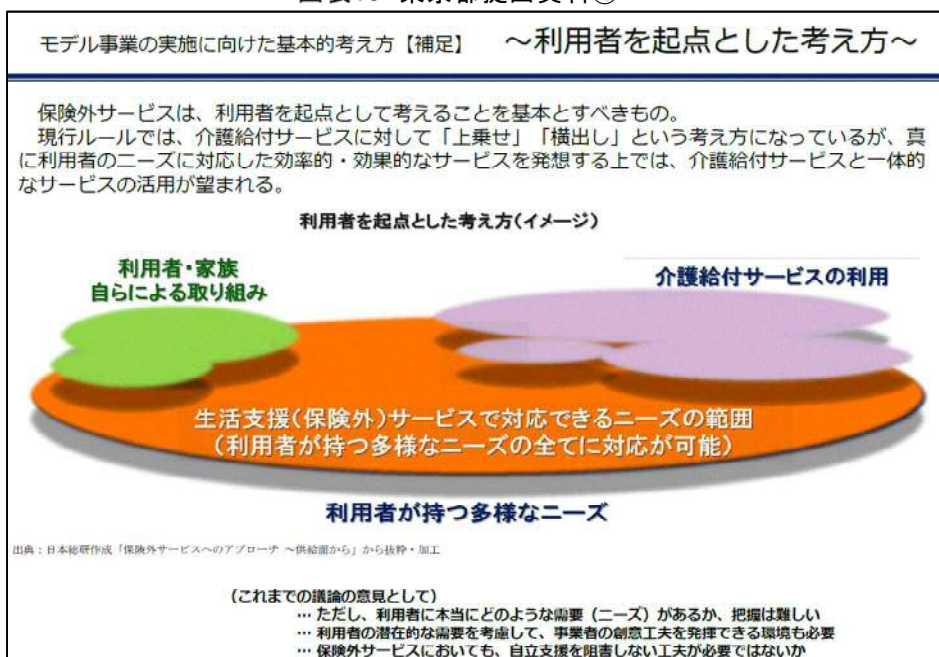 モデル事業の実施に向けた基本的考え方【補足】 ～利用者を起点とした考え方～
保険外サービスは、利用者を起点として考えることを基本とすべきもの。
現行ルールでは、介護給付サービスに対して「上乗せ」「横出し」という考え方になっているが、真
に利用者のニーズに対応した効率的・効果的なサービスを発想する上では、介護給付サービスと一体的
なサービスの活用が望まれる。
利用者を起点とした考え方(イメージ)
利用者・家族
自らによる取り組み
介護給付サービスの利用
生活支援(保険外)サービスで対応できるニーズの範囲
(利用者が持つ多様なニーズの全てに対応が可能)
利用者が持つ多様なニーズ
出典：日本総研作成「保険外サービスへのアプローチ ～供給面から」から抜粋・加工
(これまでの議論の意見として)
… ただし、利用者に本当にどのような需要（ニーズ）があるか、把握は難しい
… 利用者の潜在的な需要を考慮して、事業者の創意工夫を発揮できる環境も必要
… 保険外サービスにおいても、自立支援を阻害しない工夫が必要ではないか